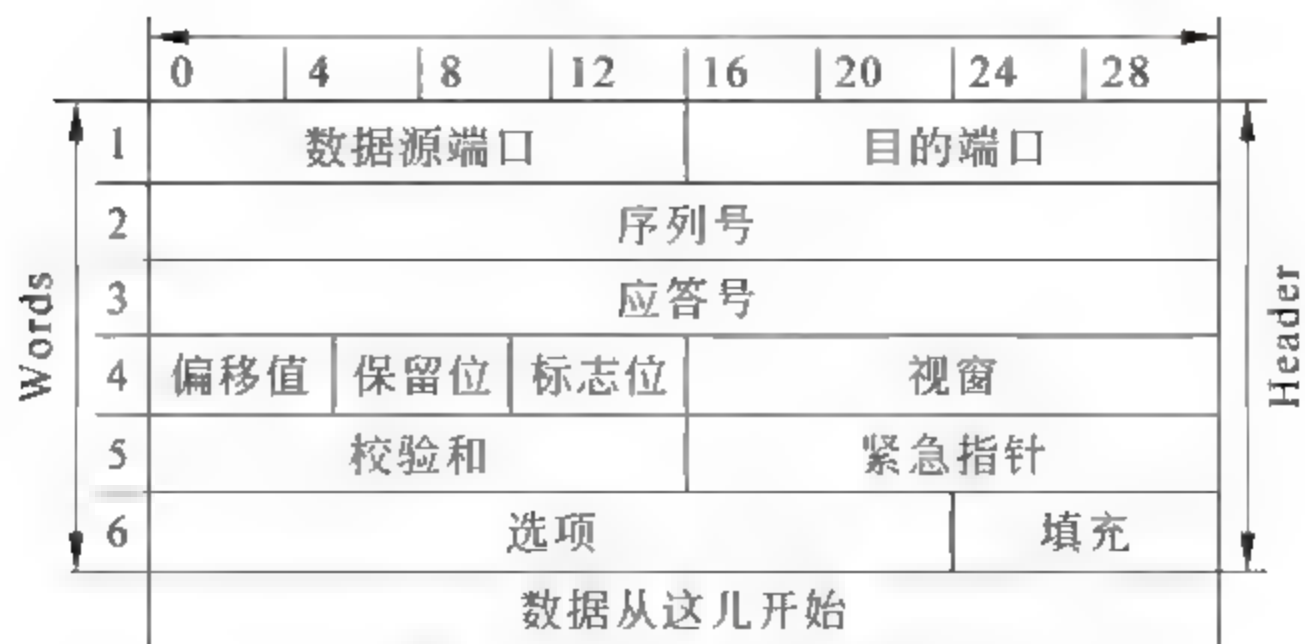 0 4 8 12 16 20 24 28
1 数据源端口 目的端口
2 序列号
3 应答号
4 偏移值 保留位 标志位 视窗
5 校验和 紧急指针
6 选项 填充
数据从这儿开始
Words
Header